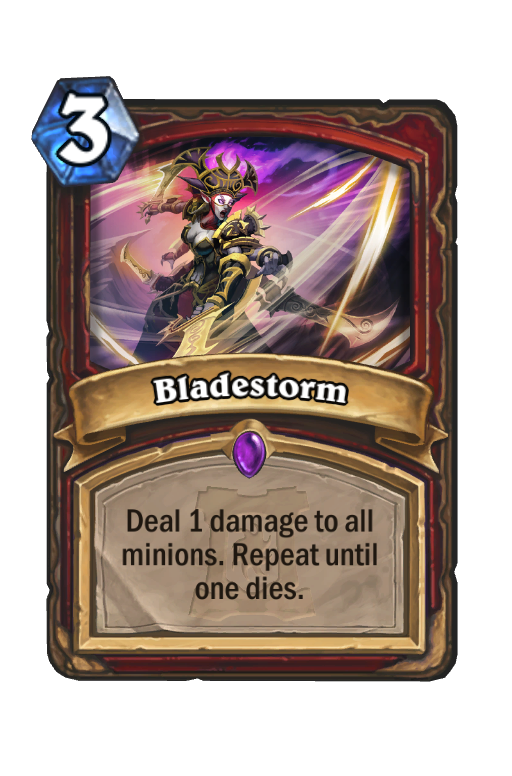 3
Bladestorm
Deal 1 damage to all
minions. Repeat until
one dies.